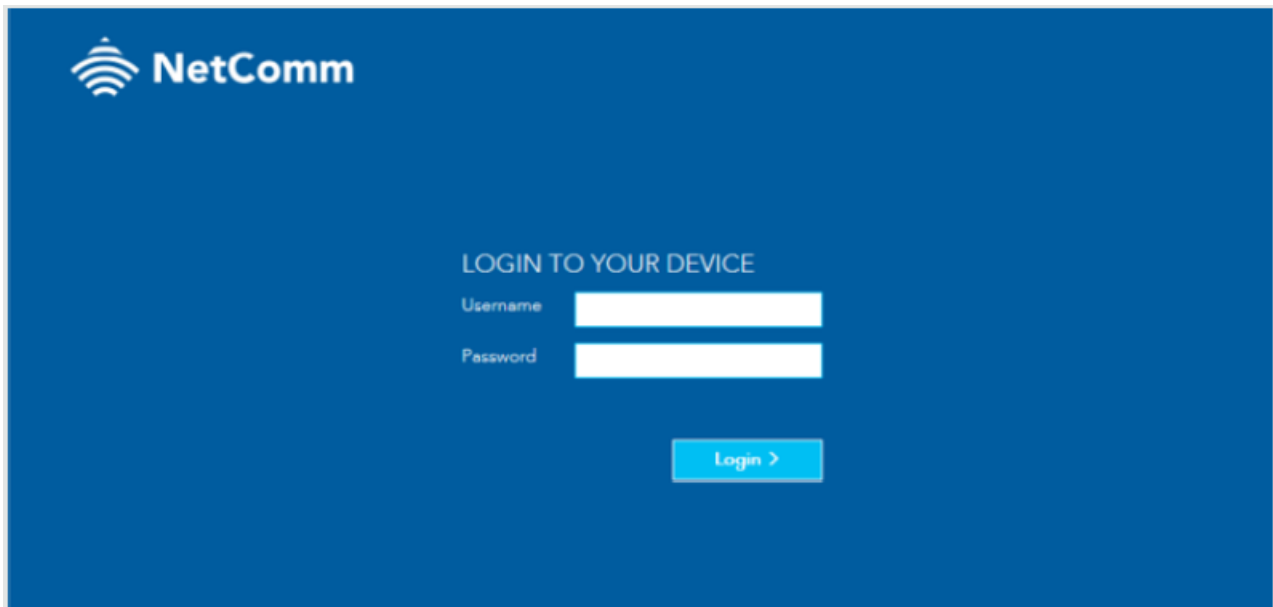 NetComm
LOGIN TO YOUR DEVICE
Username
Password
Login >